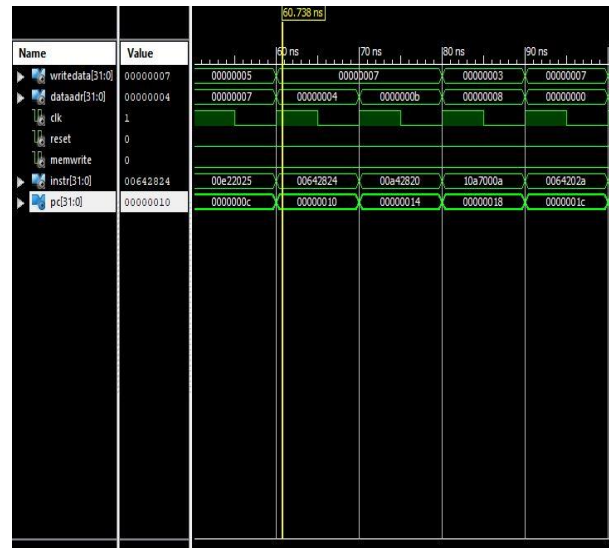 60.738 ns
Name Value 60 ns 70 ns 80 ns 90 ns
writedata[31:0] 00000007 00000005 00000007 00000003 00000007
dataadr[31:0] 00000004 00000007 00000004 0000000b 00000008 00000000
clk 1
reset 0
memwrite 0
instr[31:0] 00642824 00e22025 00642824 00a42820 10a7000a 0064202a
pc[31:0] 00000010 0000000c 00000010 00000014 00000018 0000001c